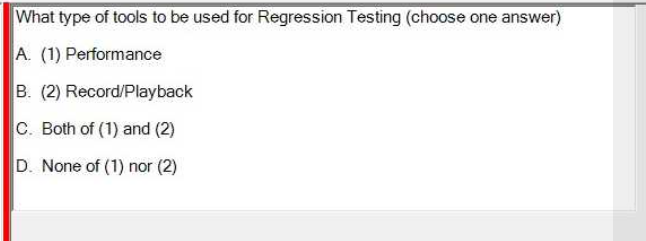 What type of tools to be used for Regression Testing (choose one answer)
A. (1) Performance
B. (2) Record/Playback
C. Both of (1) and (2)
D. None of (1) nor (2)